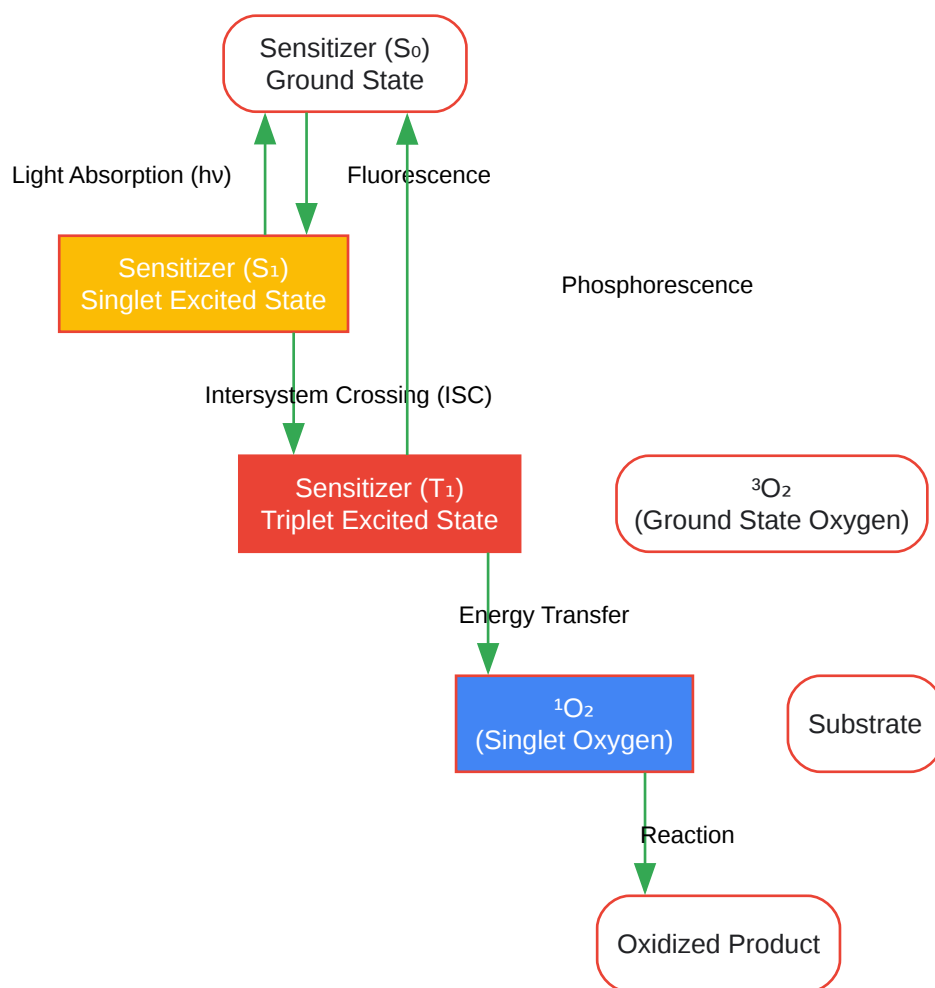 Sensitizer (S₀)
Ground State
Light Absorption (hν)
Fluorescence
Sensitizer (S₁)
Singlet Excited State
Phosphorescence
Intersystem Crossing (ISC)
Sensitizer (T₁)
Triplet Excited State
³O₂
(Ground State Oxygen)
Energy Transfer
¹O₂
(Singlet Oxygen)
Substrate
Reaction
Oxidized Product